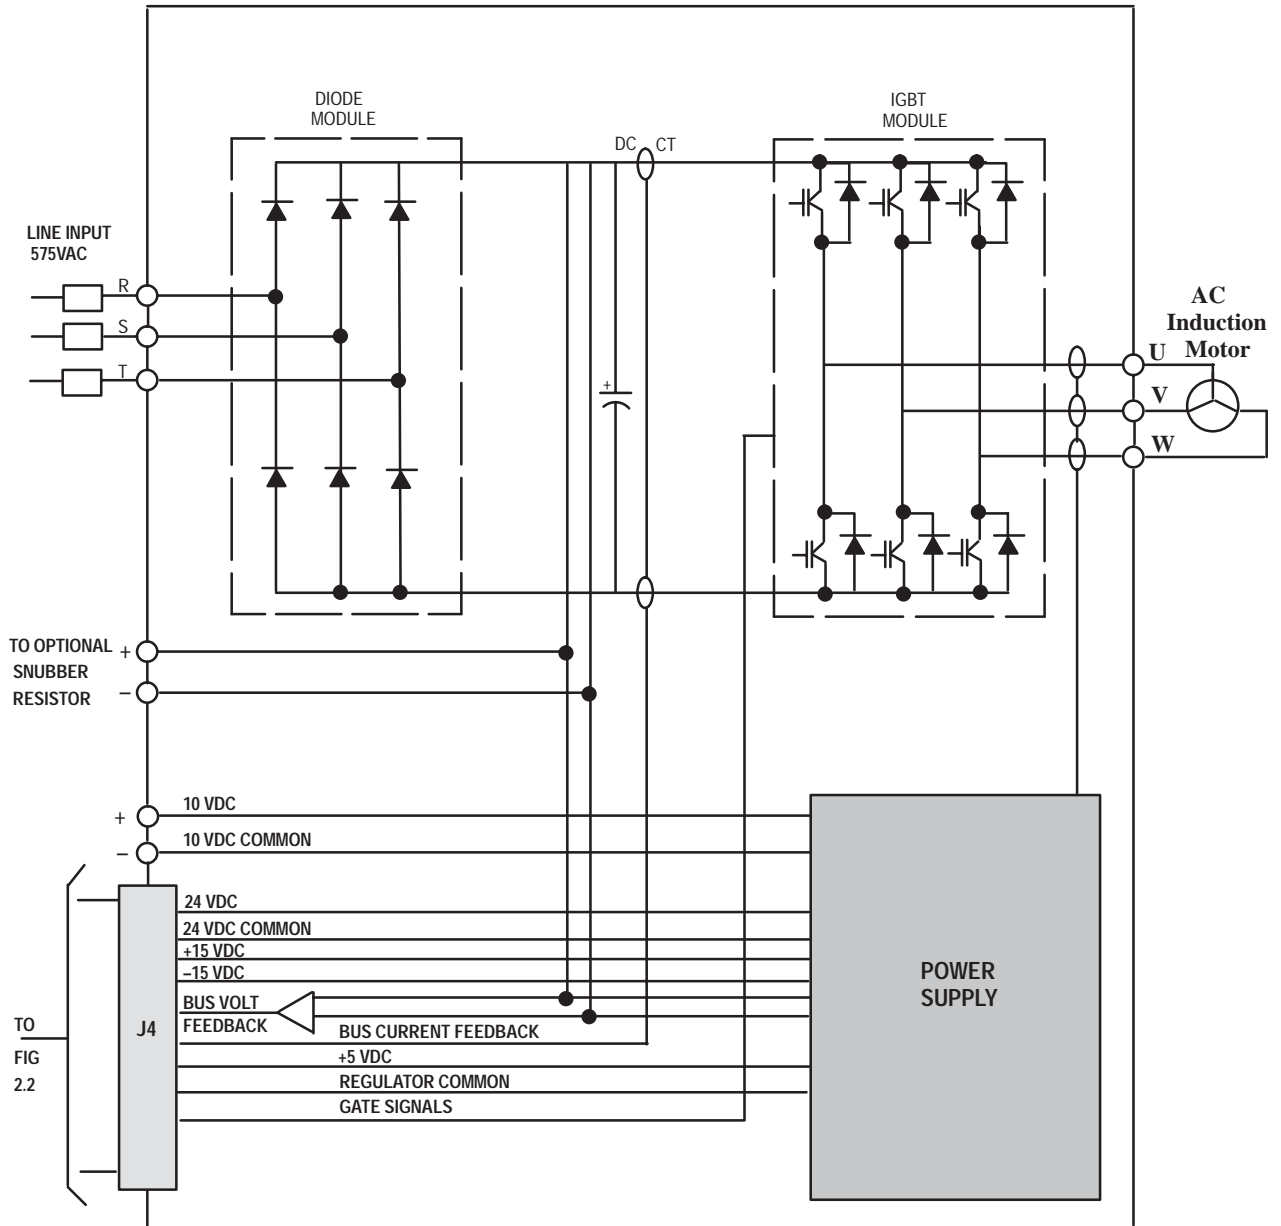 DIODE
MODULE
IGBT
MODULE
DC CT
LINE INPUT
575VAC
R
S
T
+
AC
Induction
Motor
U
V
W
TO OPTIONAL
SNUBBER
RESISTOR
+
–
+
–
10 VDC
10 VDC COMMON
24 VDC
24 VDC COMMON
+15 VDC
–15 VDC
BUS VOLT
FEEDBACK
BUS CURRENT FEEDBACK
+5 VDC
REGULATOR COMMON
GATE SIGNALS
J4
POWER
SUPPLY
TO
FIG
2.2